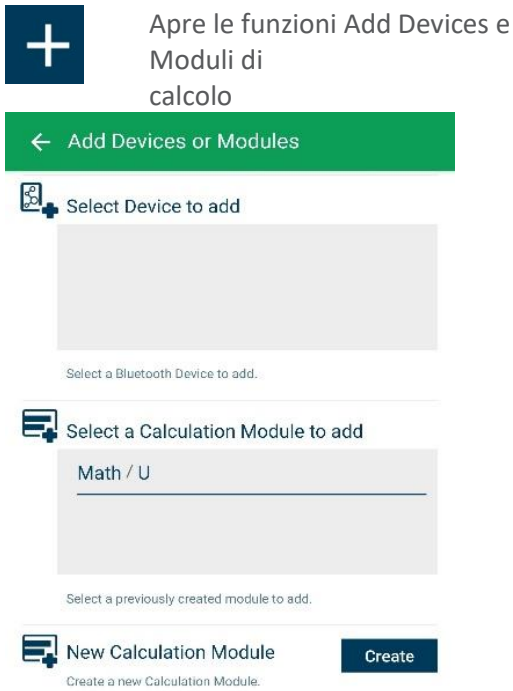 Apre le funzioni Add Devices e
Moduli di
calcolo
← Add Devices or Modules
Select Device to add
Select a Bluetooth Device to add.
Select a Calculation Module to add
Math / U
Select a previously created module to add.
New Calculation Module
Create
Create a new Calculation Module.